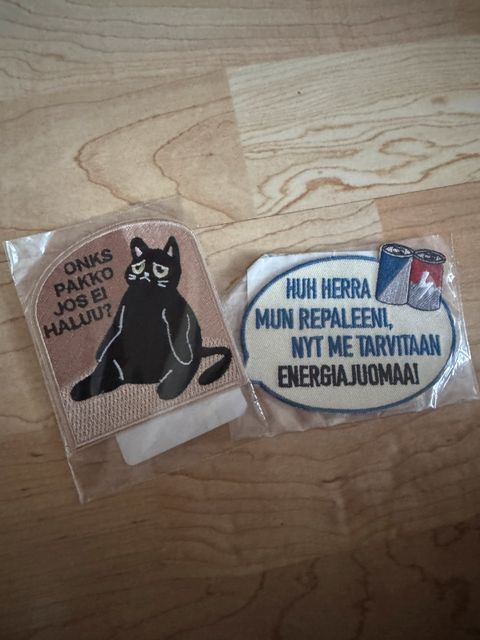 ONKS
PAKKO
JOS EI
HALUU?
HUH HERRA
MUN REPALEENI,
NYT ME TARVITAAN
ENERGIAJUOMAA!